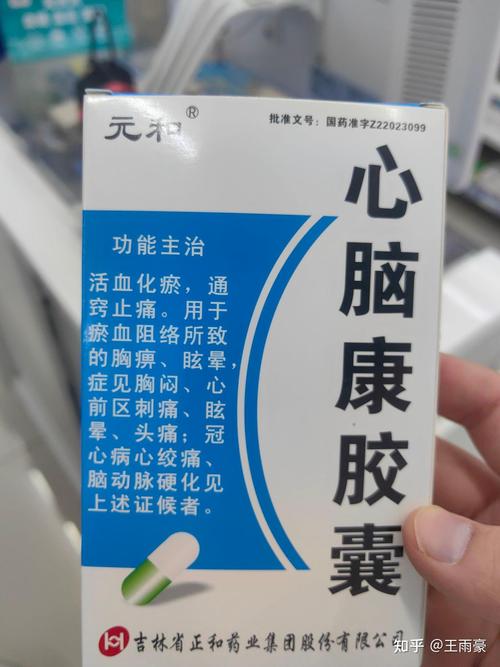 元和®
批准文号：国药准字Z22023099
心脑康胶囊
功能主治
活血化瘀，通
窍止痛。用于
瘀血阻络所致
的胸痹、眩晕，
症见胸闷、心
前区刺痛、眩
晕、头痛；冠
心病心绞痛、
脑动脉硬化见
上述证候者。
吉林省正和药业集团股份有限公司
知乎 @王雨豪